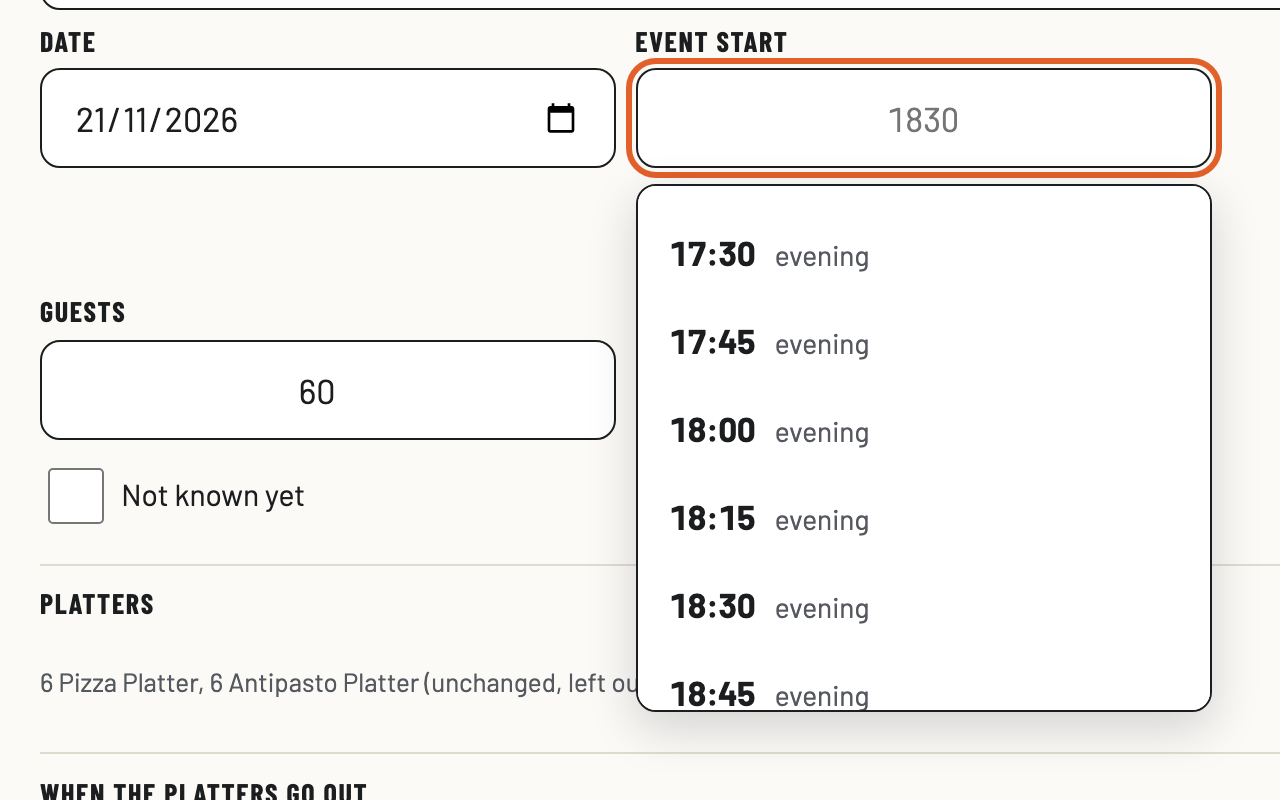 DATE
EVENT START
21/11/2026
1830
17:30 evening
17:45 evening
18:00 evening
18:15 evening
18:30 evening
18:45 evening
GUESTS
60
Not known yet
PLATTERS
6 Pizza Platter, 6 Antipasto Platter (unchanged, left ou
WHEN THE PLATTERS GO OUT